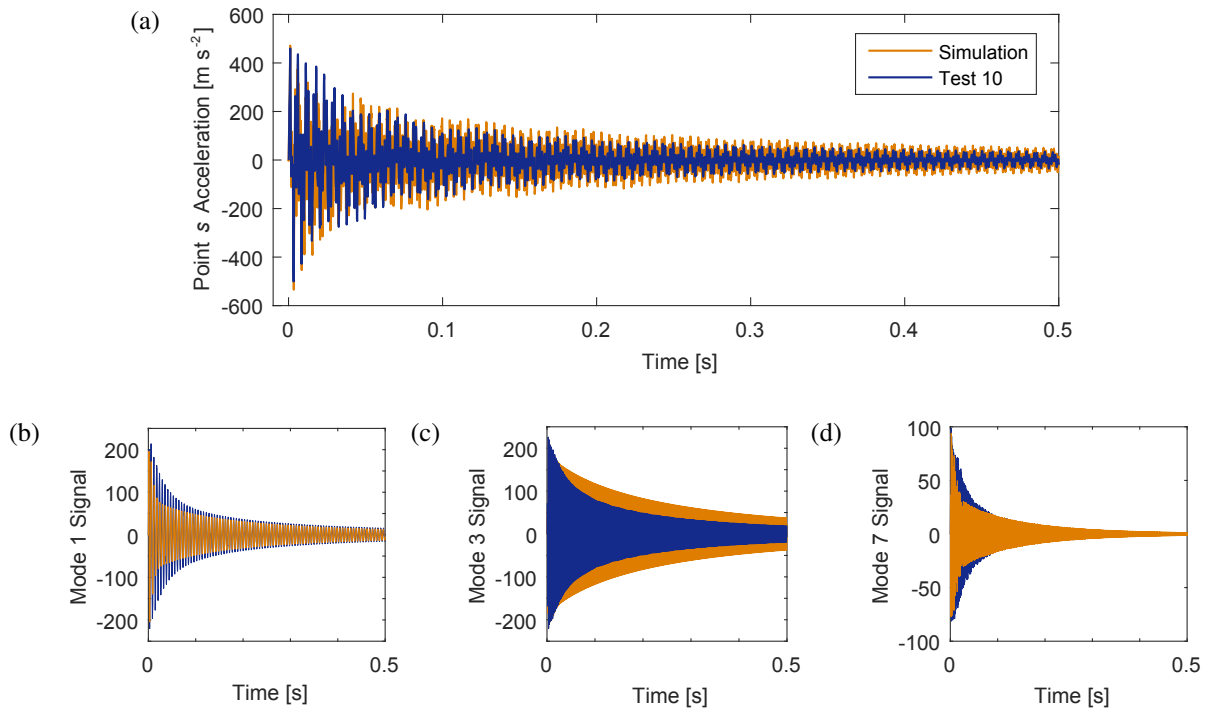 (a)
Point s Acceleration [m s-2]
600
400
200
0
-200
-400
-600
Simulation
Test 10
0
0.1
0.2
0.3
0.4
0.5
Time [s]
(b)
Mode 1 Signal
200
100
0
-100
-200
0
0.5
Time [s]
(c)
Mode 3 Signal
200
100
0
-100
-200
0
0.5
Time [s]
(d)
Mode 7 Signal
100
50
0
-50
-100
0
0.5
Time [s]